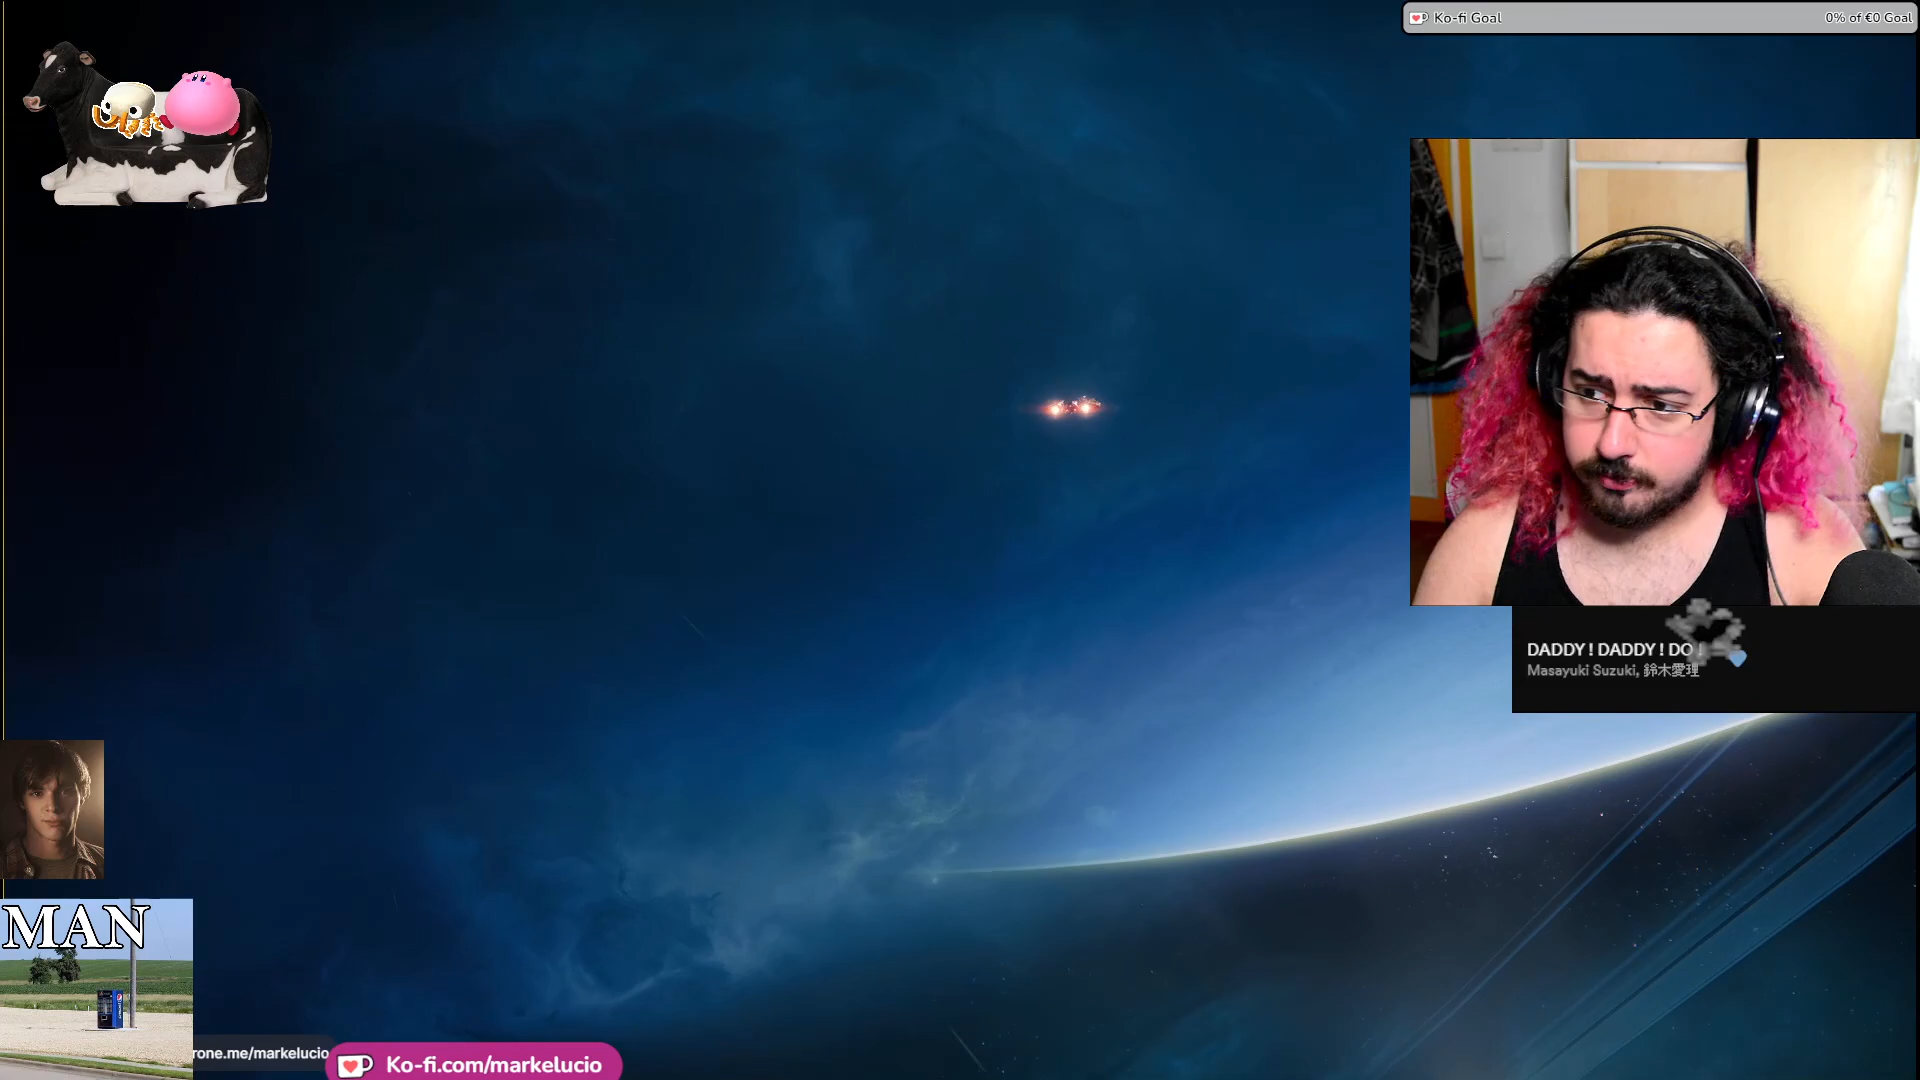 Ko-fi Goal 0% of €0 Goal
DADDY ! DADDY ! DO !
Masayuki Suzuki, 鈴木愛理
MAN
rone.me/markelucio
Ko-fi.com/markelucio